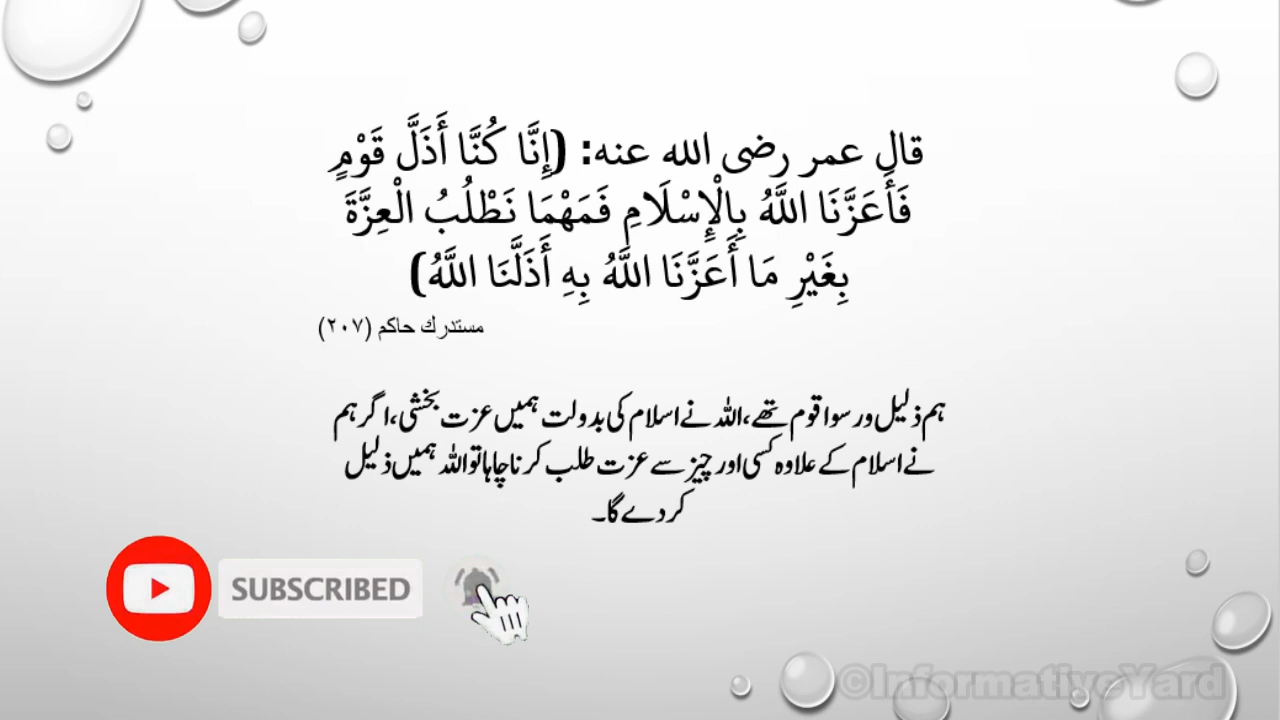 قال عمر رضى الله عنه: (إِنَّا كُنَّا أَذَلَّ قَوْمٍ
فَأَعَزَّنَا اللَّهُ بِالْإِسْلَامِ فَمَهْمَا نَطْلُبُ الْعِزَّةَ
بِغَيْرِ مَا أَعَزَّنَا اللَّهُ بِهِ أَذَلَّنَا اللَّهُ)
مستدرك حاكم (٢٠٧)
ہم ذلیل ورسوا قوم تھے،اللہ نے اسلام کی بدولت ہمیں عزت بخشی،اگر ہم
نے اسلام کے علاوہ کسی اور چیز سے عزت طلب کرنا چاہا تو اللہ ہمیں ذلیل
کردے گا۔
SUBSCRIBED
©InformativeYard